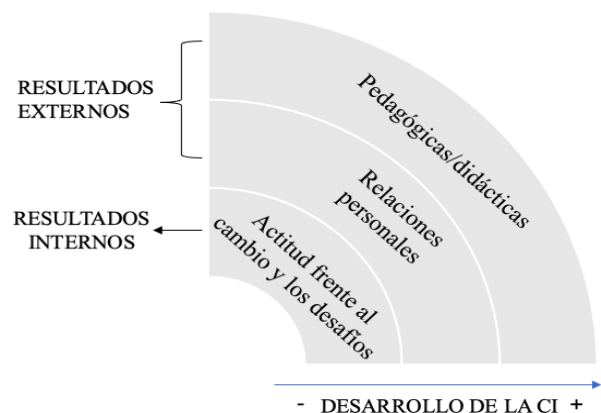 RESULTADOS
EXTERNOS
Pedagógicas/didácticas
Relaciones
personales
RESULTADOS
INTERNOS
Actitud frente al
cambio y los desafíos
- DESARROLLO DE LA CI +